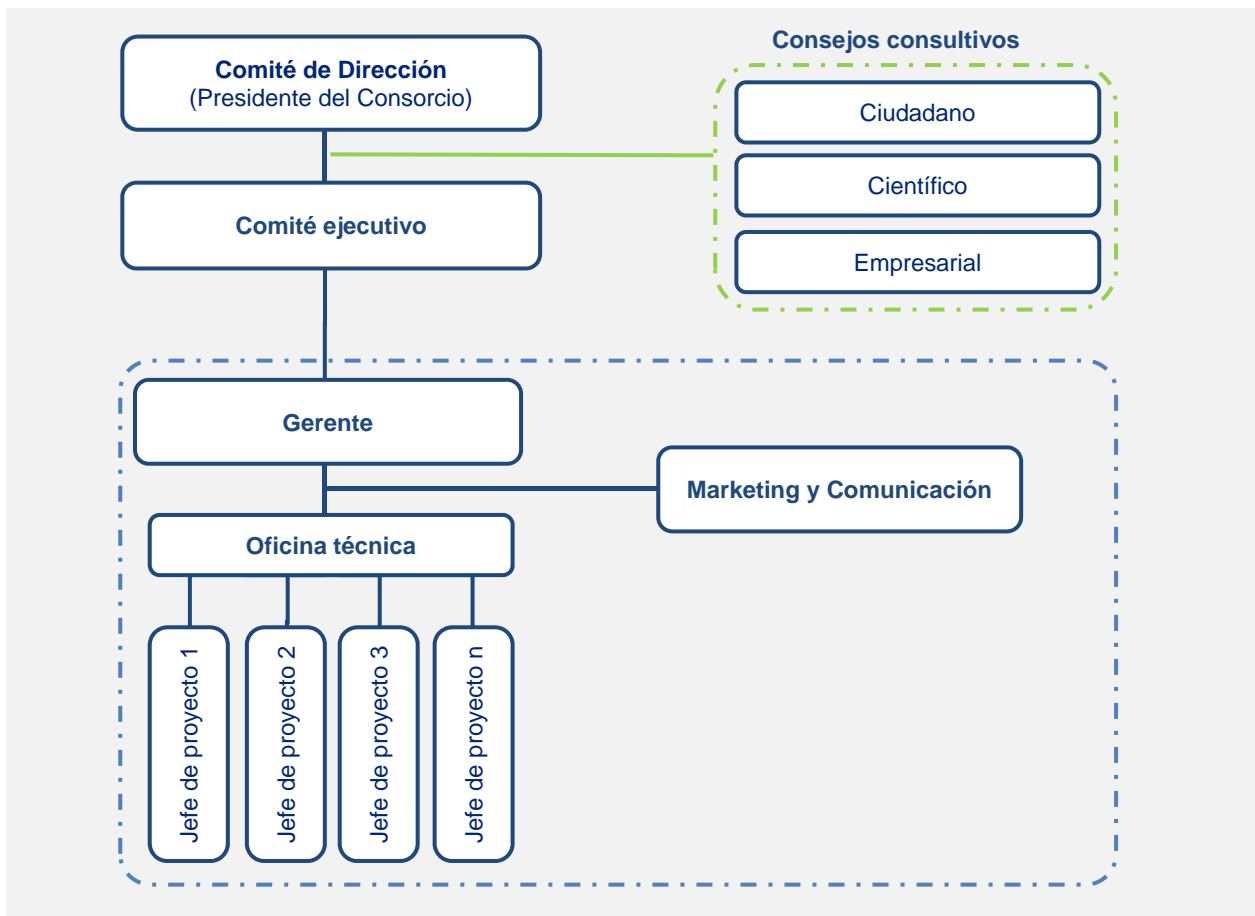 Consejos consultivos
Comité de Dirección
(Presidente del Consorcio)
Ciudadano
Científico
Comité ejecutivo
Empresarial
Gerente
Marketing y Comunicación
Oficina técnica
Jefe de proyecto 1
Jefe de proyecto 2
Jefe de proyecto 3
Jefe de proyecto n